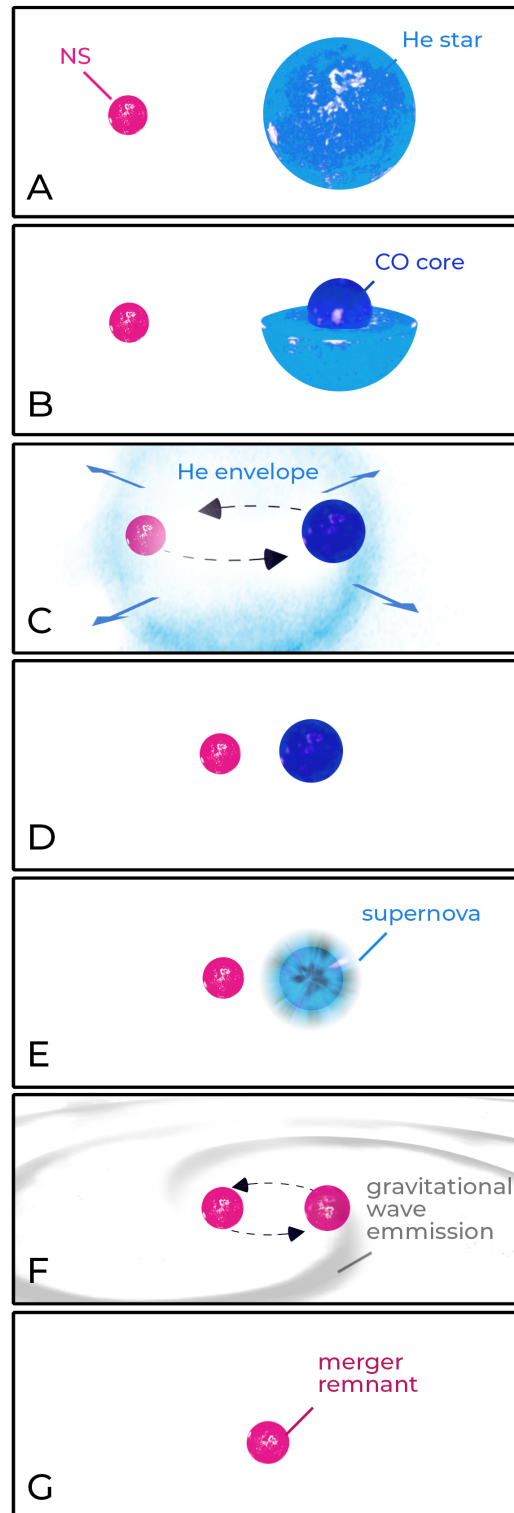 NS
He star
A
CO core
B
He envelope
C
D
supernova
E
gravitational
wave
emmission
F
merger
remnant
G